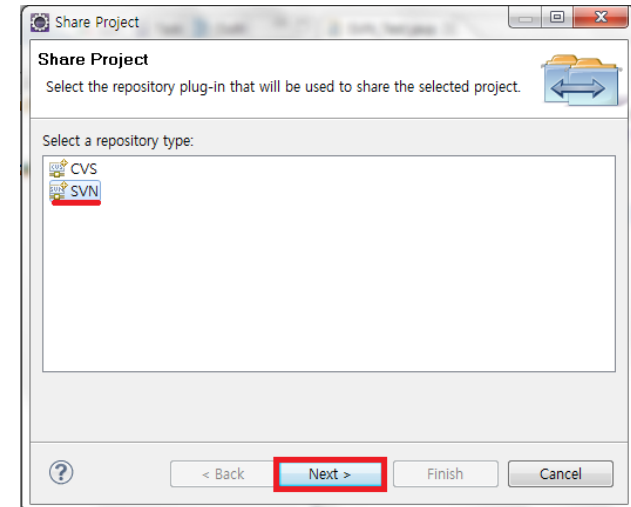 Share Project
Share Project
Select the repository plug-in that will be used to share the selected project.
Select a repository type:
CVS
SVN
< Back
Next >
Finish
Cancel